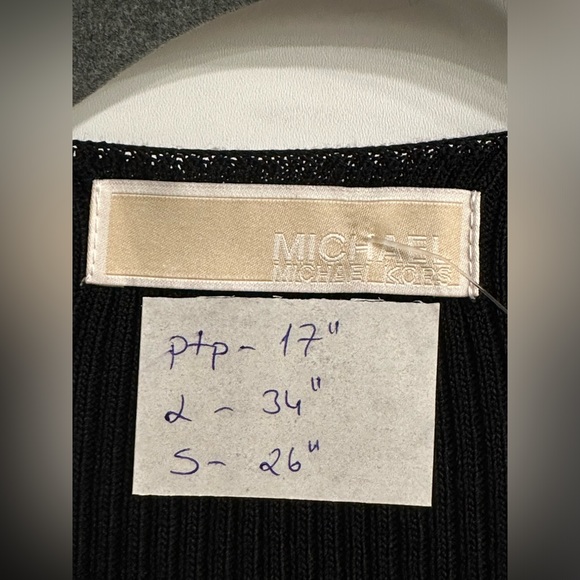 MICHAEL
MICHAEL KORS
ptp - 17"
L - 34"
S - 26"